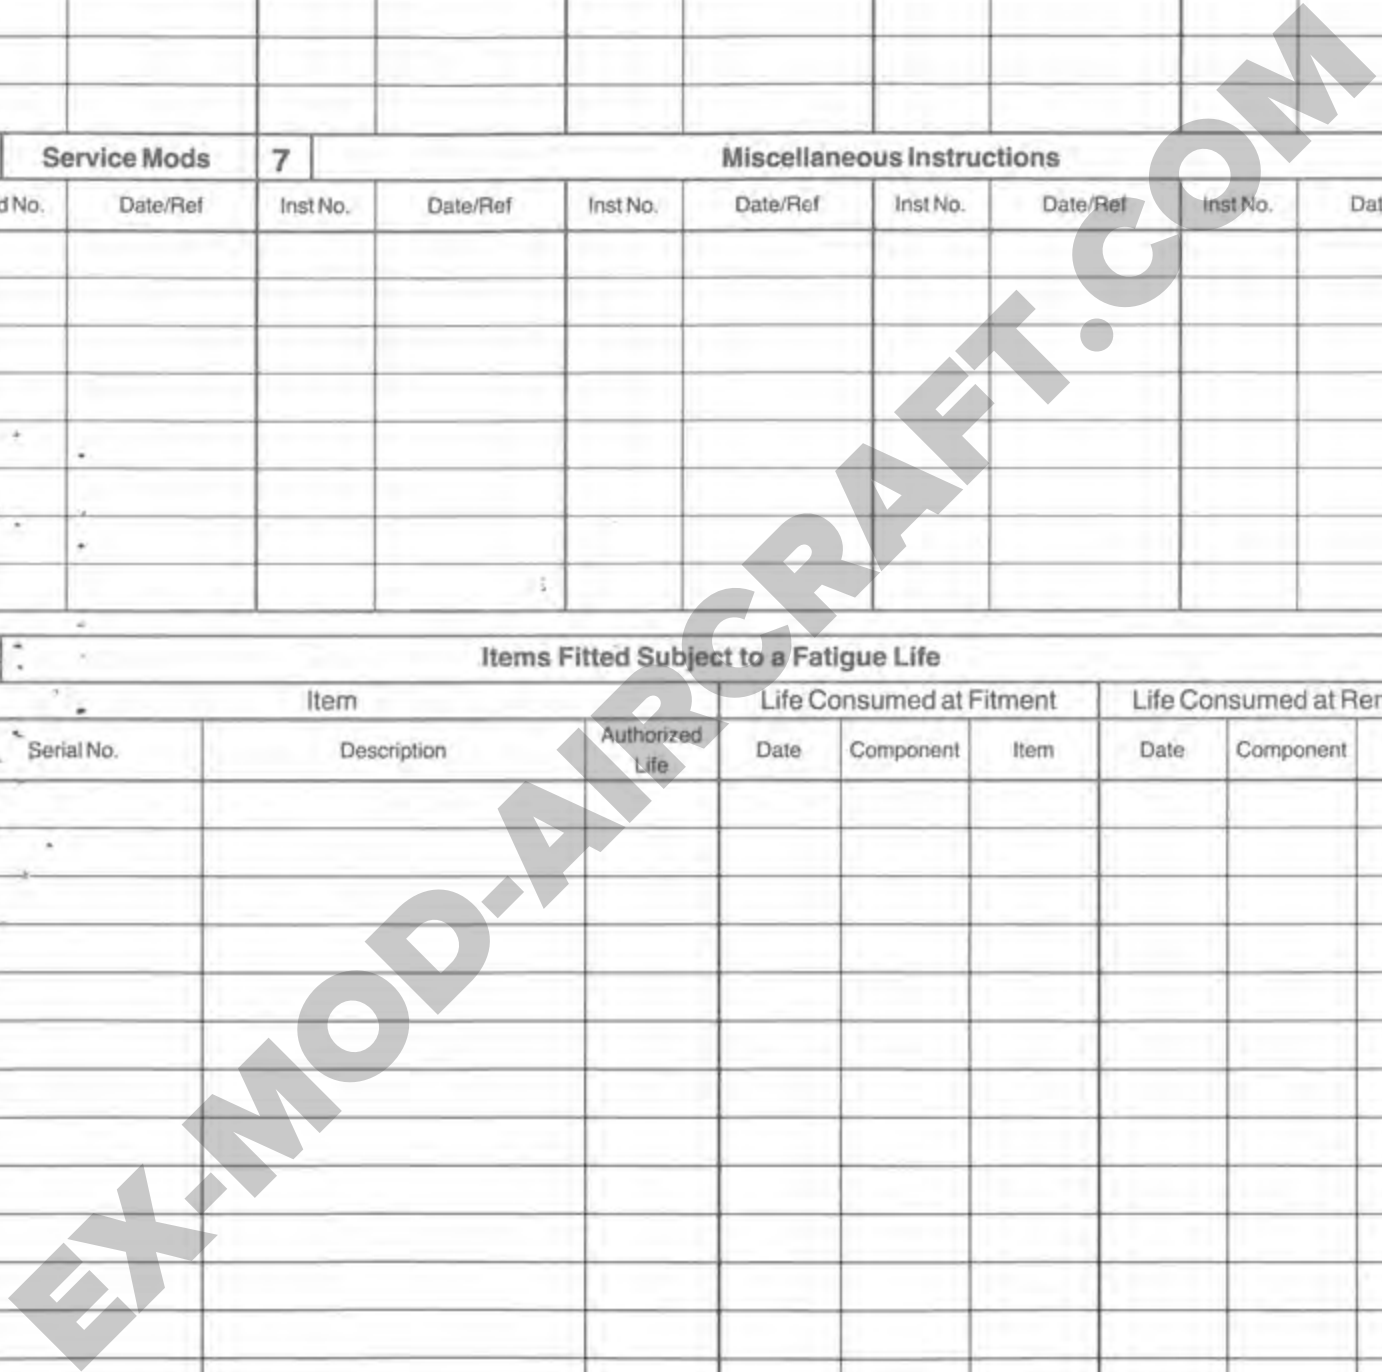 Service Mods 7 Miscellaneous Instructions
d No. Date/Ref Inst No. Date/Ref Inst No. Date/Ref Inst No. Date/Ref Inst No. Dat
Items Fitted Subject to a Fatigue Life
Item Life Consumed at Fitment Life Consumed at Rem
Serial No. Description Authorized Life Date Component Item Date Component
EX-MOD-AIRCRAFT.COM